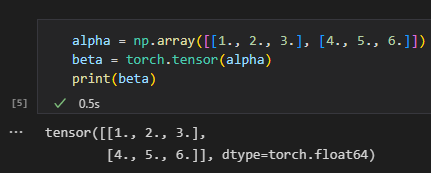 alpha = np.array([[1., 2., 3.], [4., 5., 6.]])
beta = torch.tensor(alpha)
print(beta)
[5]
✓ 0.5s
...
tensor([[1., 2., 3.],
[4., 5., 6.]], dtype=torch.float64)